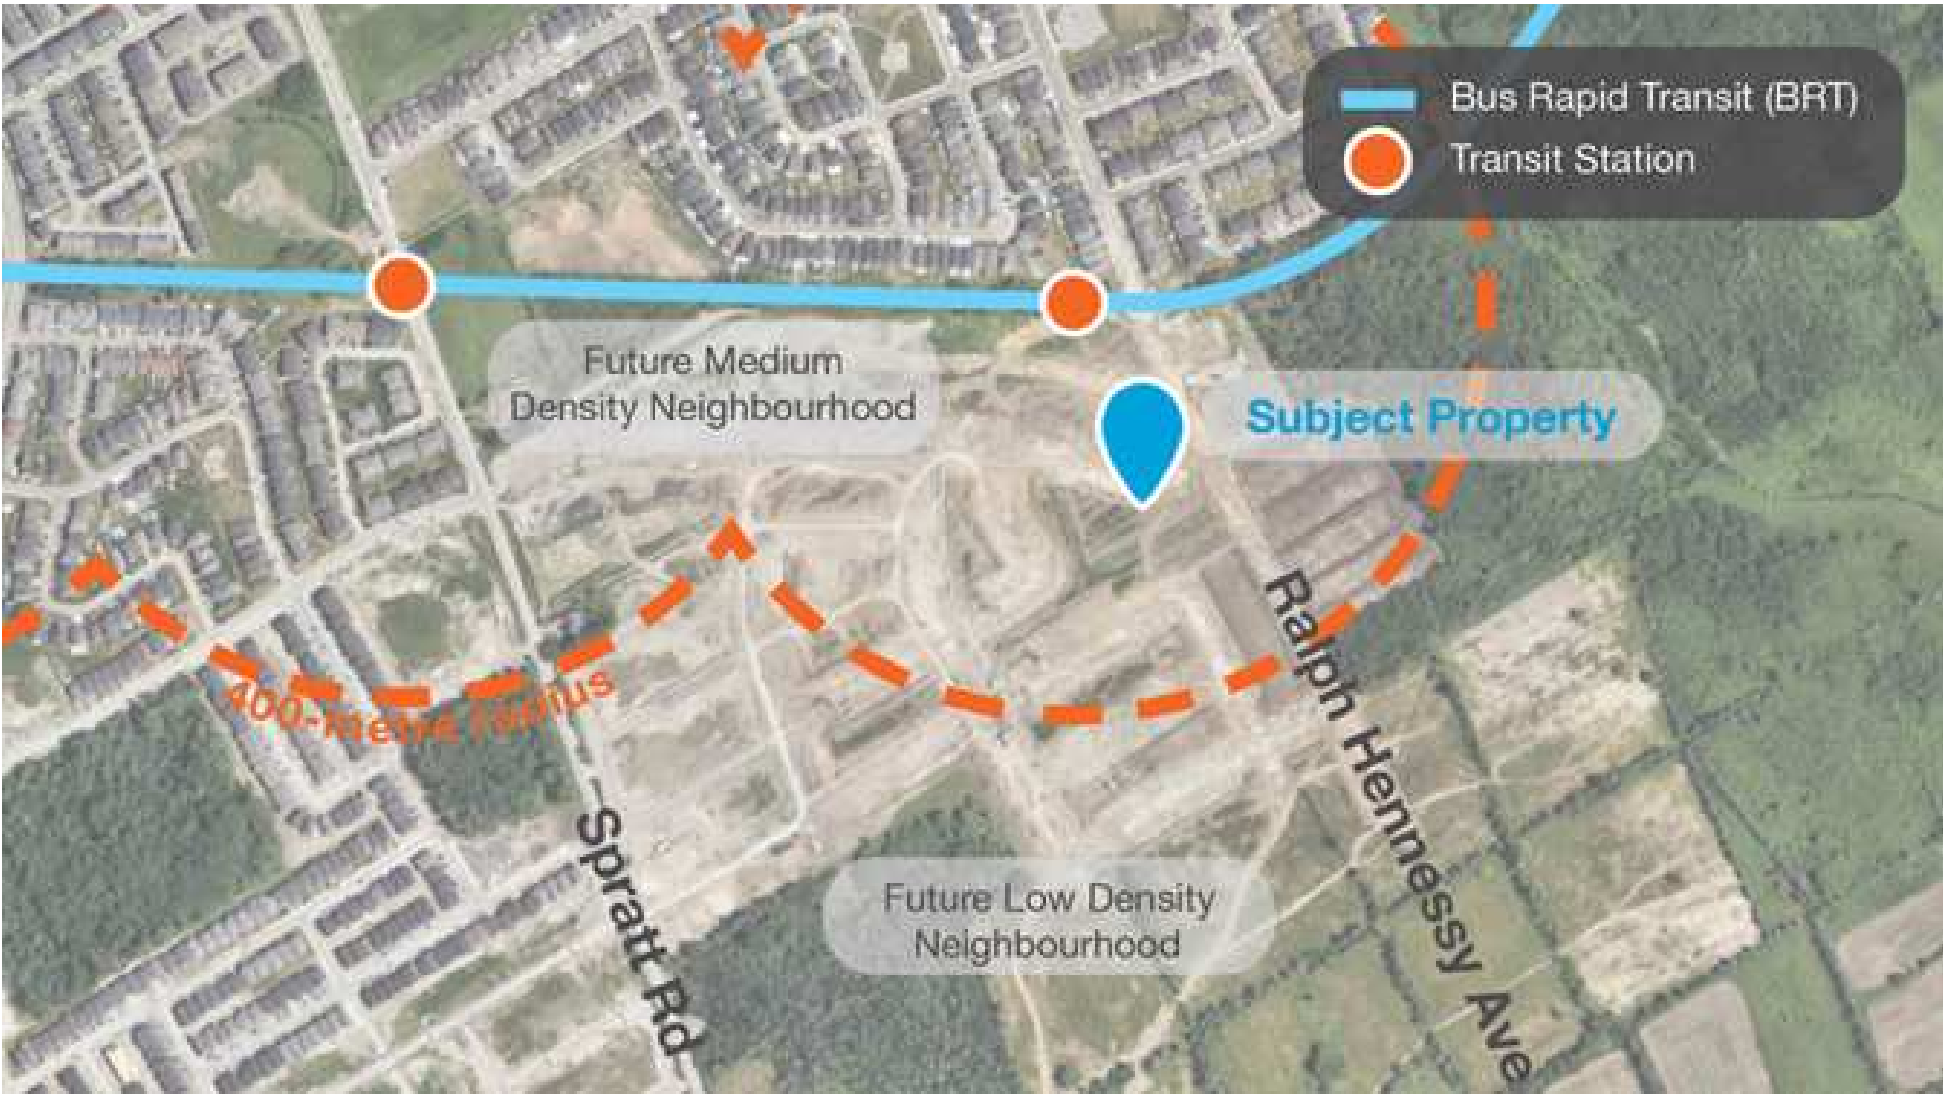 Bus Rapid Transit (BRT)
Transit Station
Future Medium
Density Neighbourhood
Subject Property
Ralph Hennessy Ave
400-metre radius
Spratt Rd
Future Low Density
Neighbourhood